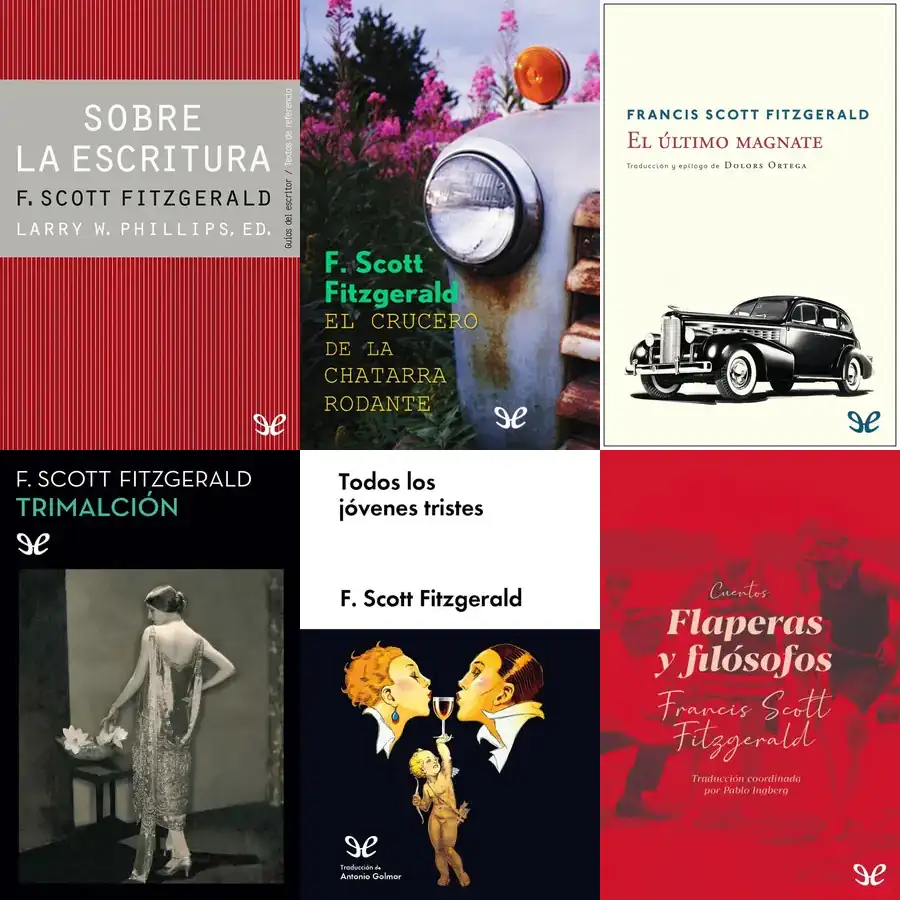 SOBRE
LA ESCRITURA
F. SCOTT FITZGERALD
LARRY W. PHILLIPS, ED.
Guías del escritor / Textos de referencia
F. Scott
Fitzgerald
EL CRUCERO
DE LA
CHATARRA
RODANTE
FRANCIS SCOTT FITZGERALD
EL ÚLTIMO MAGNATE
Traducción y epílogo de DOLORS ORTEGA
F. SCOTT FITZGERALD
TRIMALCIÓN
Todos los
jóvenes tristes
F. Scott Fitzgerald
Traducción de
Antonio Golmar
Cuentos
Flaperas
y filósofos
Francis Scott
Fitzgerald
Traducción coordinada
por Pablo Ingberg